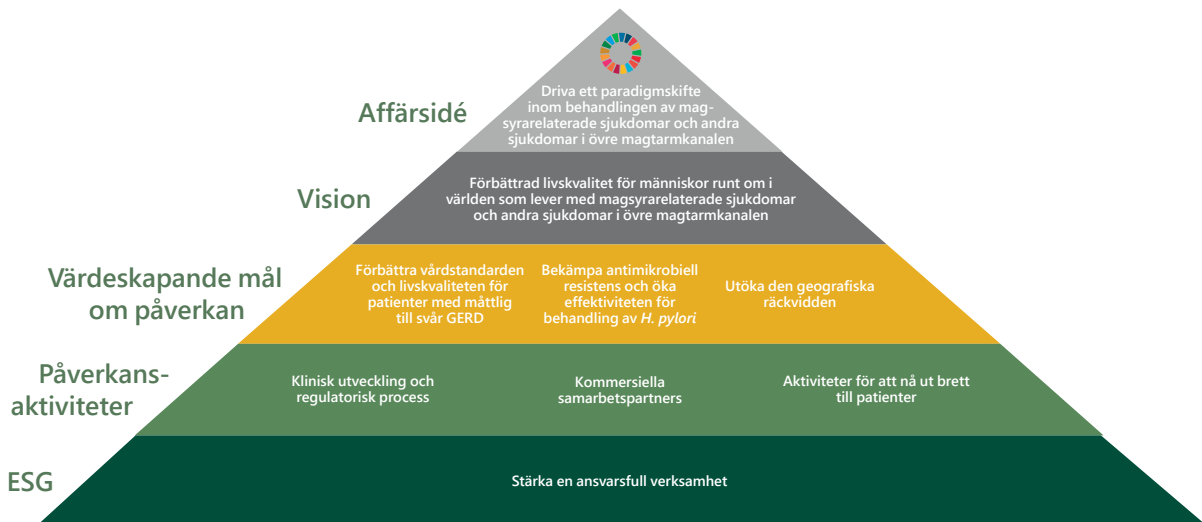 Affärsidé
Driva ett paradigmskifte
inom behandlingen av mag-
syrarelaterade sjukdomar och andra
sjukdomar i övre magtarmkanalen
Vision
Förbättrad livskvalitet för människor runt om i
världen som lever med magsyrarelaterade sjukdomar
och andra sjukdomar i övre magtarmkanalen
Värdeskapande mål
om påverkan
Förbättra vårdstandarden
och livskvaliteten för
patienter med måttlig
till svår GERD
Bekämpa antimikrobiell
resistens och öka
effektiviteten för
behandling av H. pylori
Utöka den geografiska
räckvidden
Påverkans-
aktiviteter
Klinisk utveckling och
regulatorisk process
Kommersiella
samarbetspartners
Aktiviteter för att nå ut brett
till patienter
ESG
Stärka en ansvarsfull verksamhet